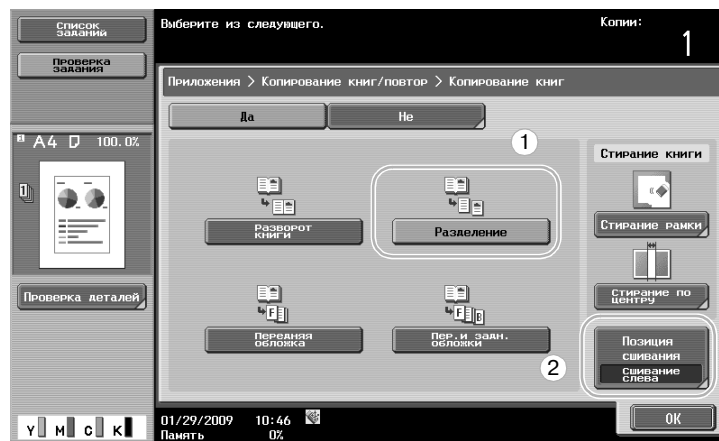 Список
заданий
Проверка
задания
Выберите из следующего.
Копии:
1
Приложения > Копирование книг/повтор > Копирование книг
Да
Не
1
A4
100.0%
Стирание книги
Разворот
книги
Разделение
Стирание рамки
Проверка деталей
Стирание по
центру
Передняя
обложка
Пер.и задн.
обложки
2
Позиция
сшивания
Сшивание
слева
01/29/2009 10:46
Память 0%
Y M C K
OK